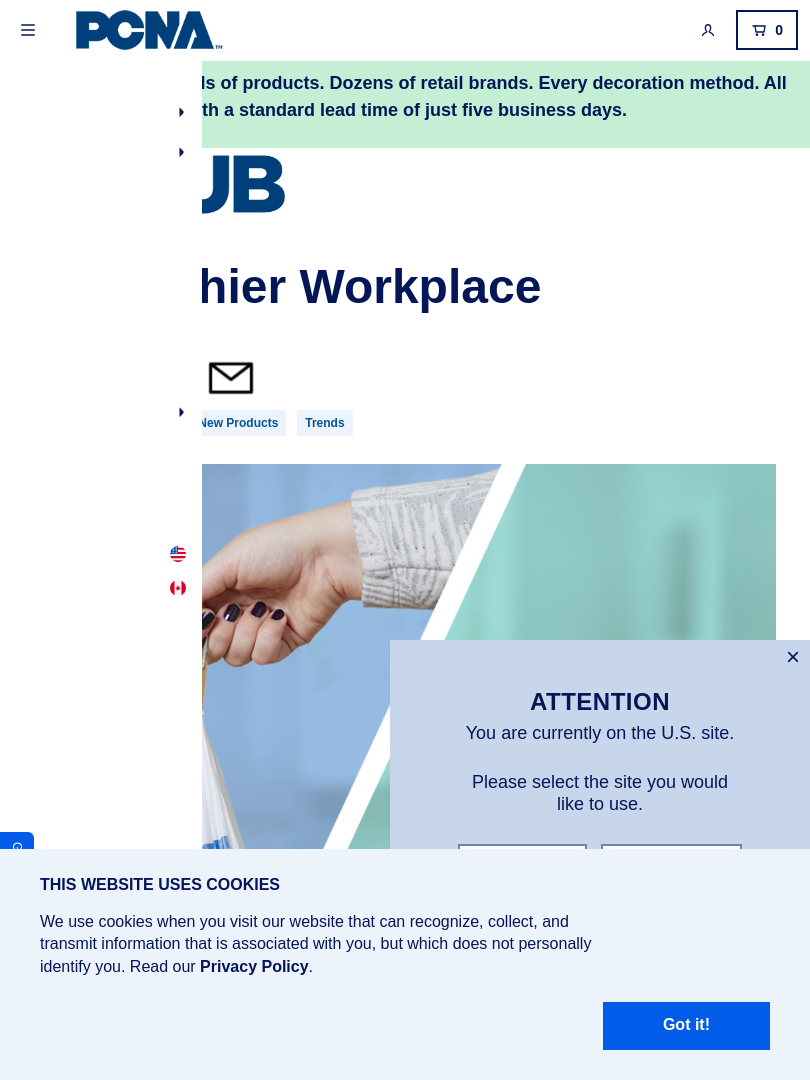 PCNA™
0
of products. Dozens of retail brands. Every decoration method. All
a standard lead time of just five business days.
Workplace
New Products
Trends
×
ATTENTION
You are currently on the U.S. site.
Please select the site you would
like to use.
THIS WEBSITE USES COOKIES
We use cookies when you visit our website that can recognize, collect, and
transmit information that is associated with you, but which does not personally
identify you. Read our Privacy Policy.
Got it!